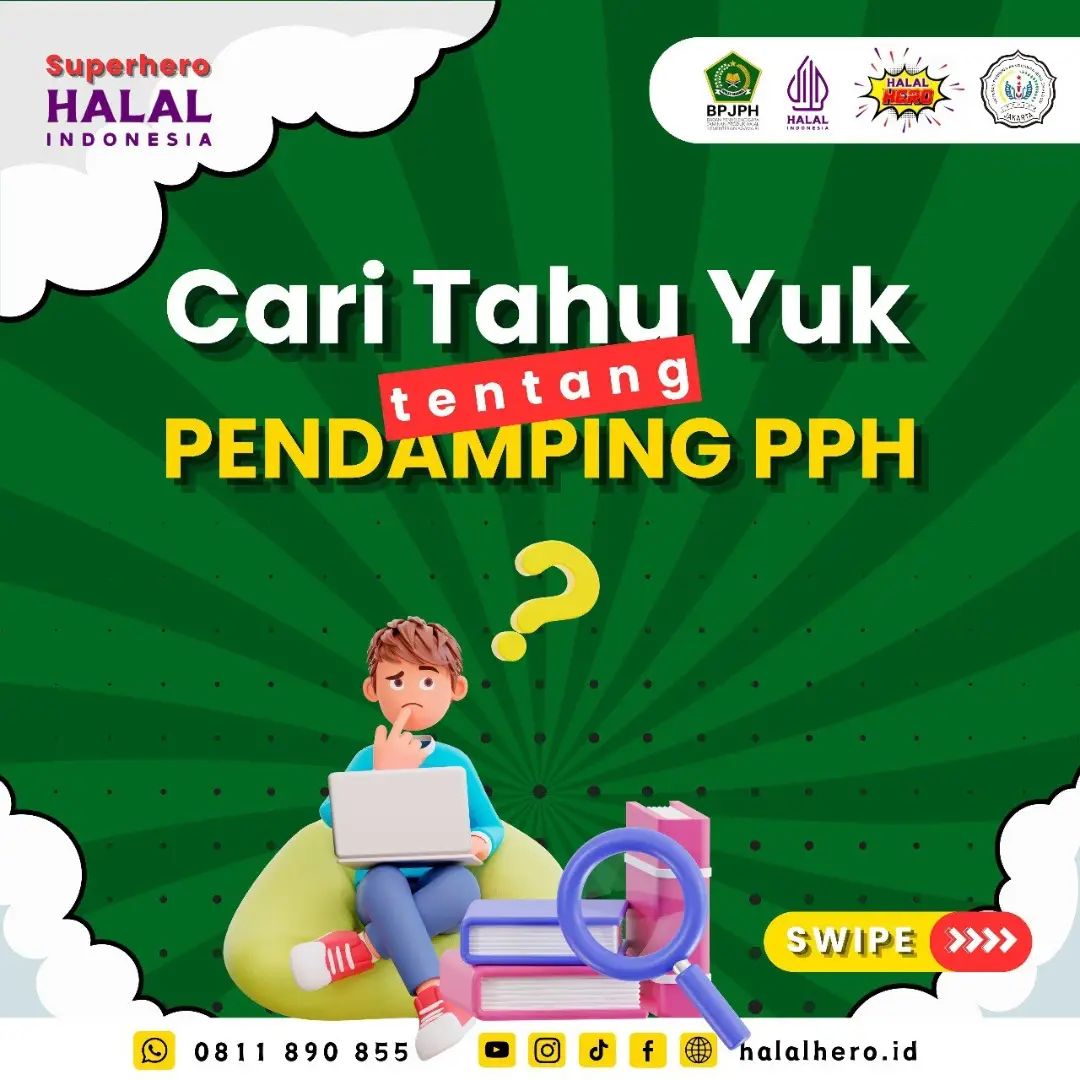 Superhero
HALAL
INDONESIA
BPJPH
HALAL
INDONESIA
HALAL
HERO
JAKARTA
Cari Tahu Yuk
tentang
PENDAMPING PPH
SWIPE
0811 890 855
halalhero.id